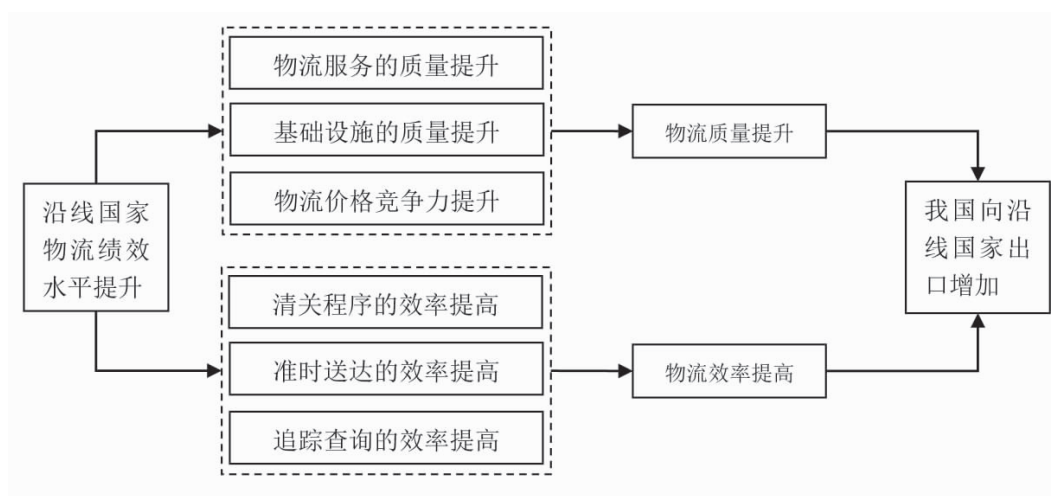 物流服务的质量提升
基础设施的质量提升
物流价格竞争力提升
物流质量提升
沿线国家
物流绩效
水平提升
我国向沿
线国家出
口增加
清关程序的效率提高
准时送达的效率提高
追踪查询的效率提高
物流效率提高